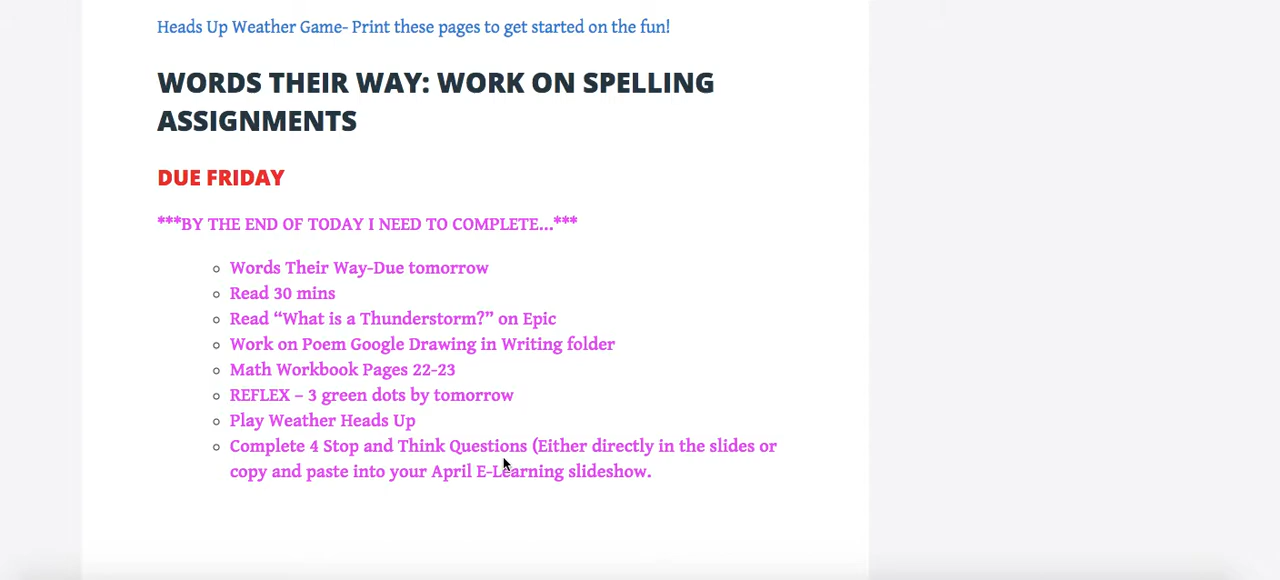 Heads Up Weather Game- Print these pages to get started on the fun!
WORDS THEIR WAY: WORK ON SPELLING
ASSIGNMENTS
DUE FRIDAY
***BY THE END OF TODAY I NEED TO COMPLETE...***
Words Their Way-Due tomorrow
Read 30 mins
Read “What is a Thunderstorm?” on Epic
Work on Poem Google Drawing in Writing folder
Math Workbook Pages 22-23
REFLEX – 3 green dots by tomorrow
Play Weather Heads Up
Complete 4 Stop and Think Questions (Either directly in the slides or
copy and paste into your April E-Learning slideshow.